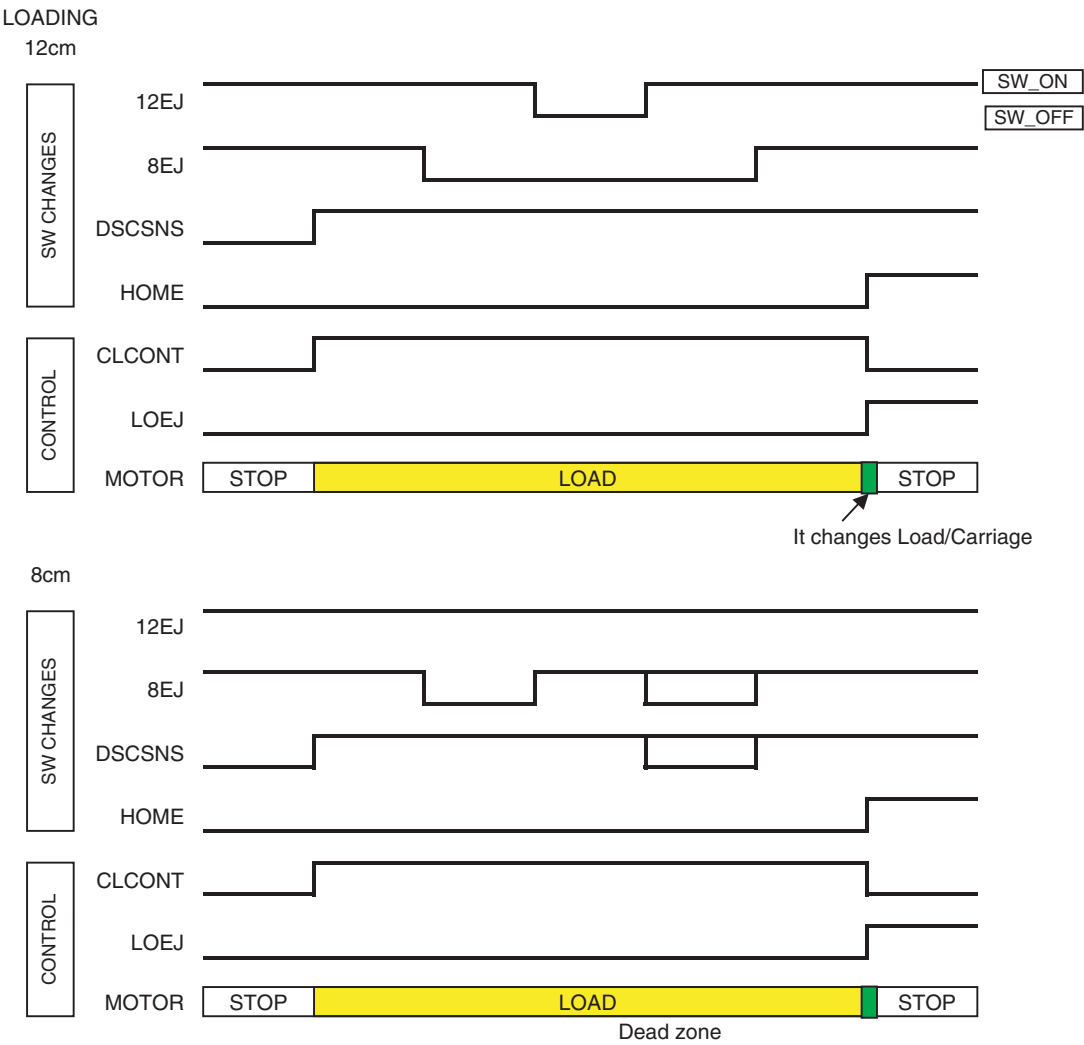 LOADING
12cm
SW CHANGES
12EJ
SW_ON
SW_OFF
8EJ
DSCSNS
HOME
CONTROL
CLCONT
LOEJ
MOTOR STOP LOAD STOP
It changes Load/Carriage
8cm
SW CHANGES
12EJ
8EJ
DSCSNS
HOME
CONTROL
CLCONT
LOEJ
MOTOR STOP LOAD STOP
Dead zone